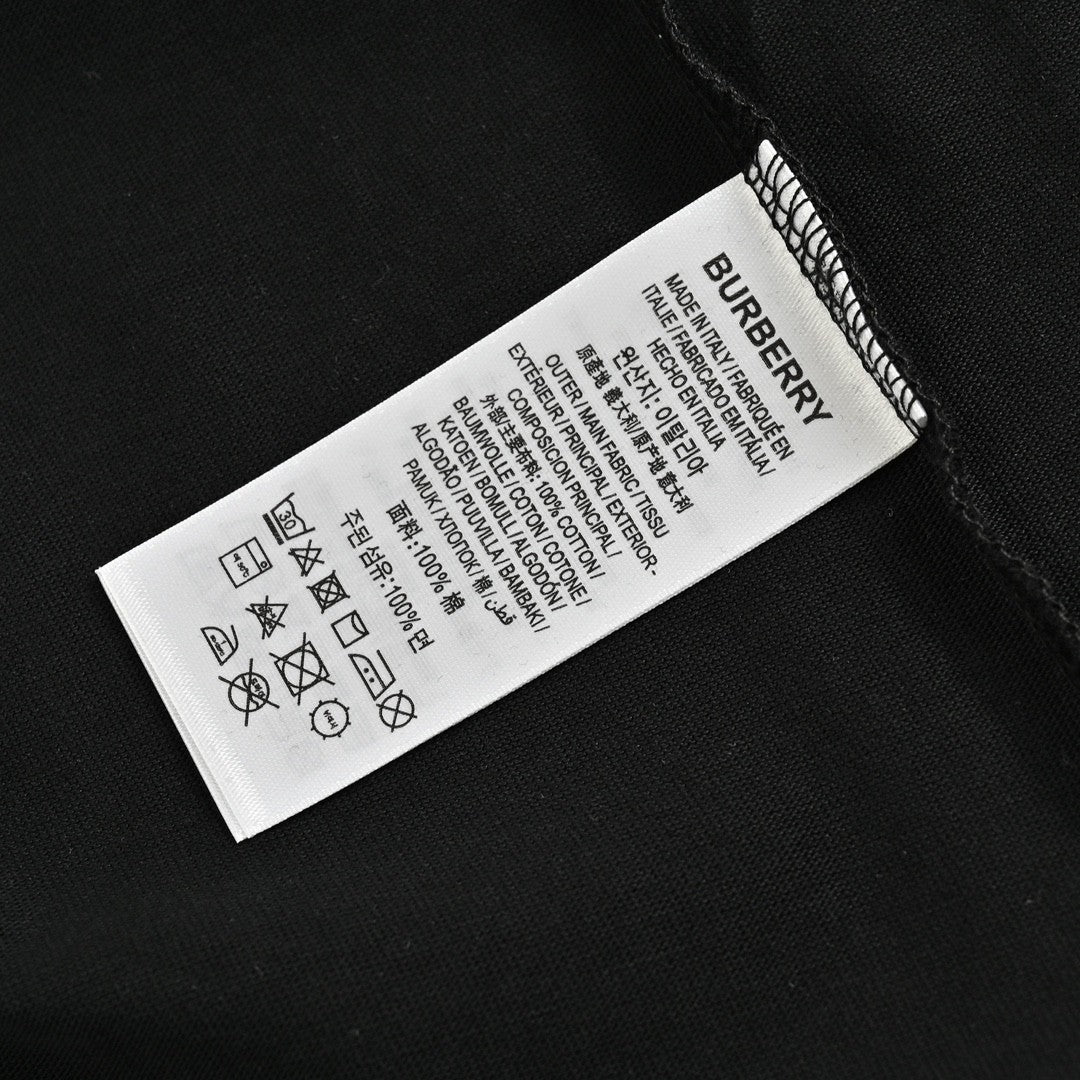 BURBERRY
MADE IN ITALY / FABRIQUÉ EN
ITALIE / FABRICADO EM ITÁLIA /
HECHO EN ITALIA
원산지: 이탈리아
原產地 義大利/原产地 意大利
OUTER / MAIN FABRIC / TISSU
EXTÉRIEUR / PRINCIPAL / EXTERIOR -
COMPOSICION PRINCIPAL /
外部/主要布料: 100% COTTON /
BAUMWOLLE / COTON / COTONE /
KATOEN / BOMULL / ALGODÓN /
ALGODÃO / PUUVILLA / BAMBAKI /
PAMUK / ХЛОПОК / 棉 / قطن
面料:100% 棉
주된섬유:100% 면
30